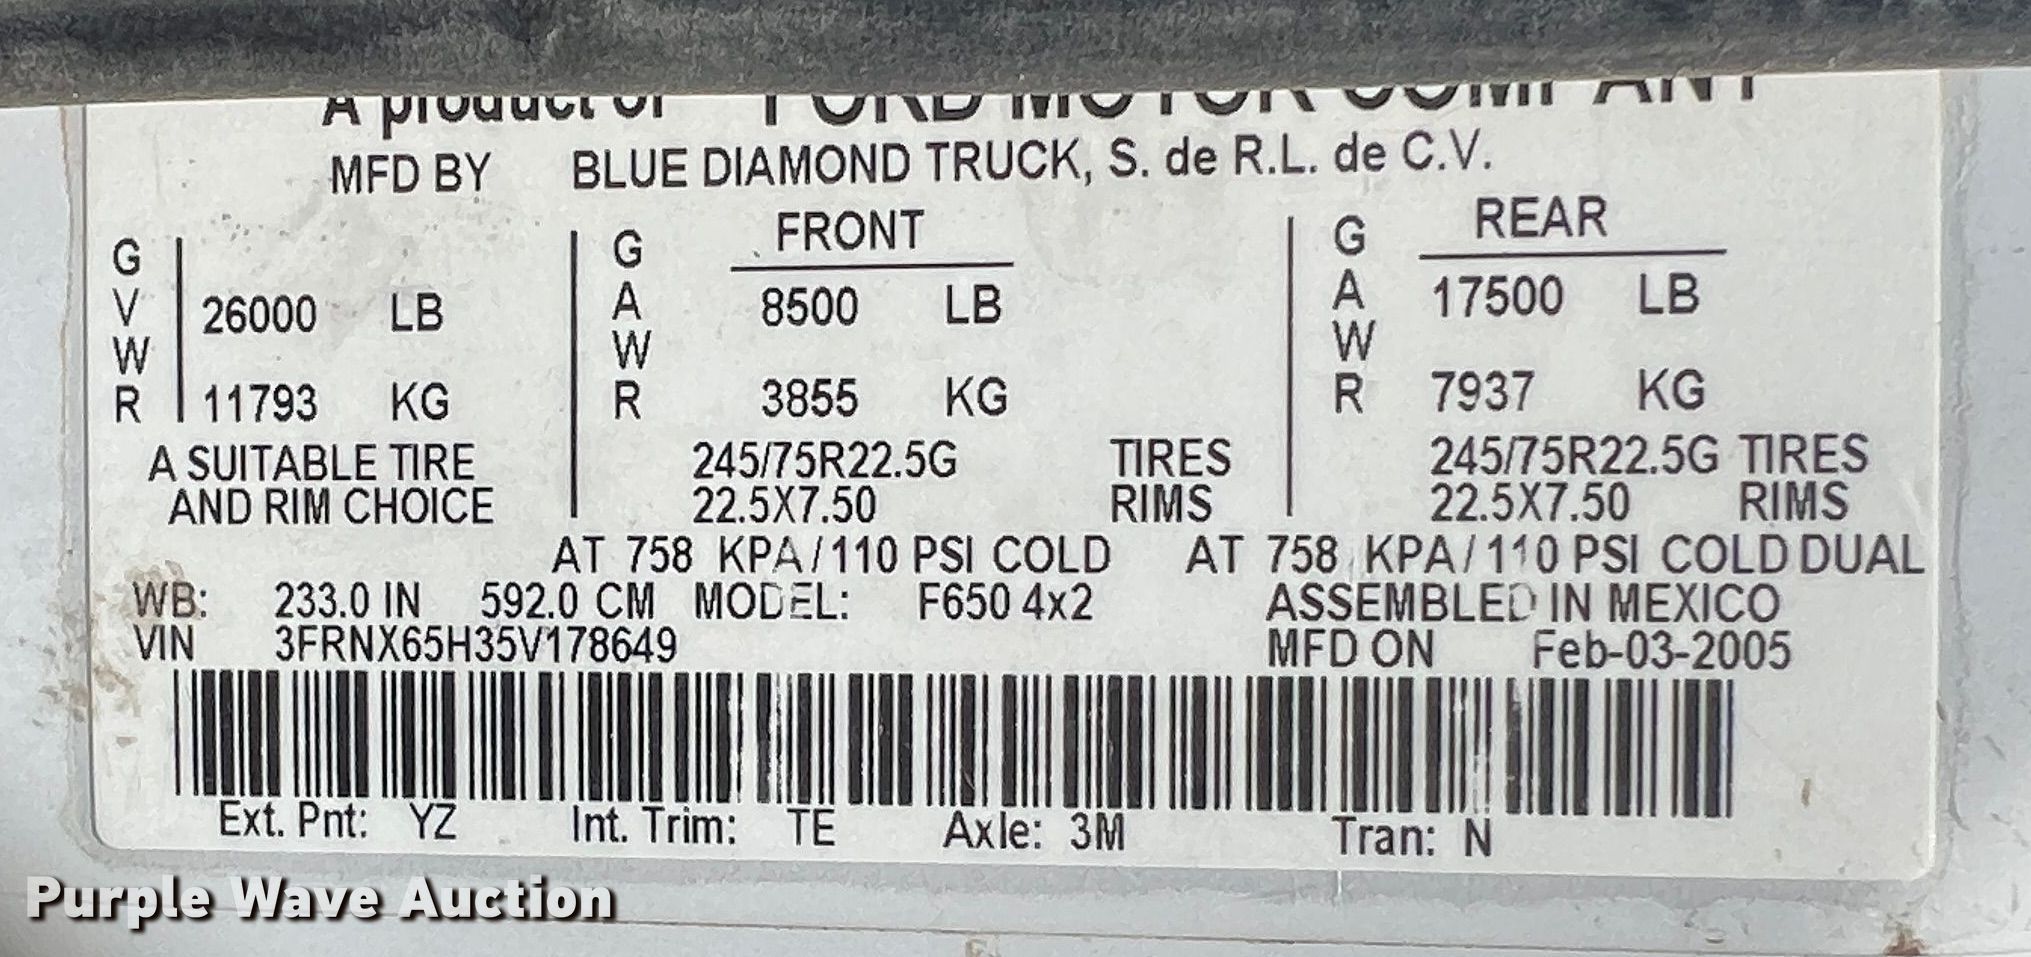 A product of FORD MOTOR COMPANY
MFD BY BLUE DIAMOND TRUCK, S. de R.L. de C.V.
GVWR 26000 LB 11793 KG
GAWR FRONT 8500 LB 3855 KG
GAWR REAR 17500 LB 7937 KG
A SUITABLE TIRE 245/75R22.5G TIRES 245/75R22.5G TIRES
AND RIM CHOICE 22.5X7.50 RIMS 22.5X7.50 RIMS
AT 758 KPA/110 PSI COLD AT 758 KPA/110 PSI COLD DUAL
WB: 233.0 IN 592.0 CM MODEL: F650 4x2 ASSEMBLED IN MEXICO
VIN 3FRNX65H35V178649 MFD ON Feb-03-2005
Ext. Pnt: YZ Int. Trim: TE Axle: 3M Tran: N
Purple Wave Auction